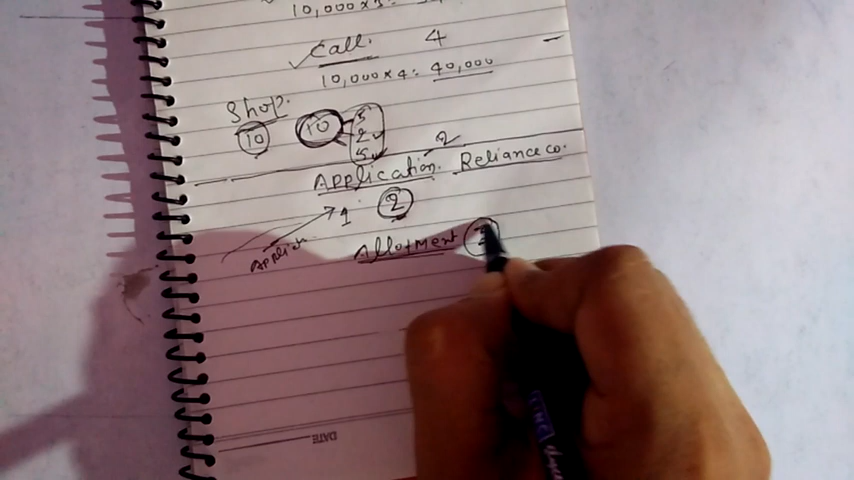 10,000 × 3 =
✓ Call. 4 –
10,000 × 4 = 40,000
Shop.
10 10 5
2 ✓
5 ✓
2
Application. Reliance co.
1 2
Allotment
DATE